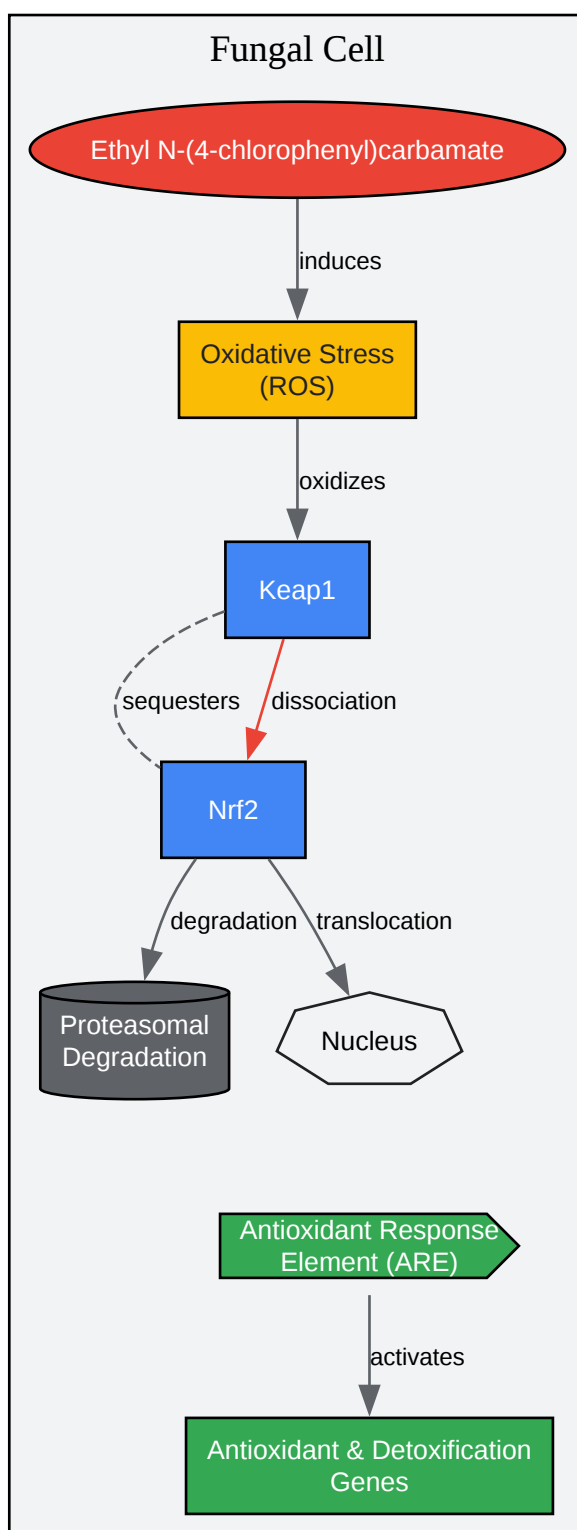 Fungal Cell
Ethyl N-(4-chlorophenyl)carbamate
induces
Oxidative Stress
(ROS)
oxidizes
Keap1
sequesters
dissociation
Nrf2
degradation
translocation
Proteasomal
Degradation
Nucleus
Antioxidant Response
Element (ARE)
activates
Antioxidant & Detoxification
Genes